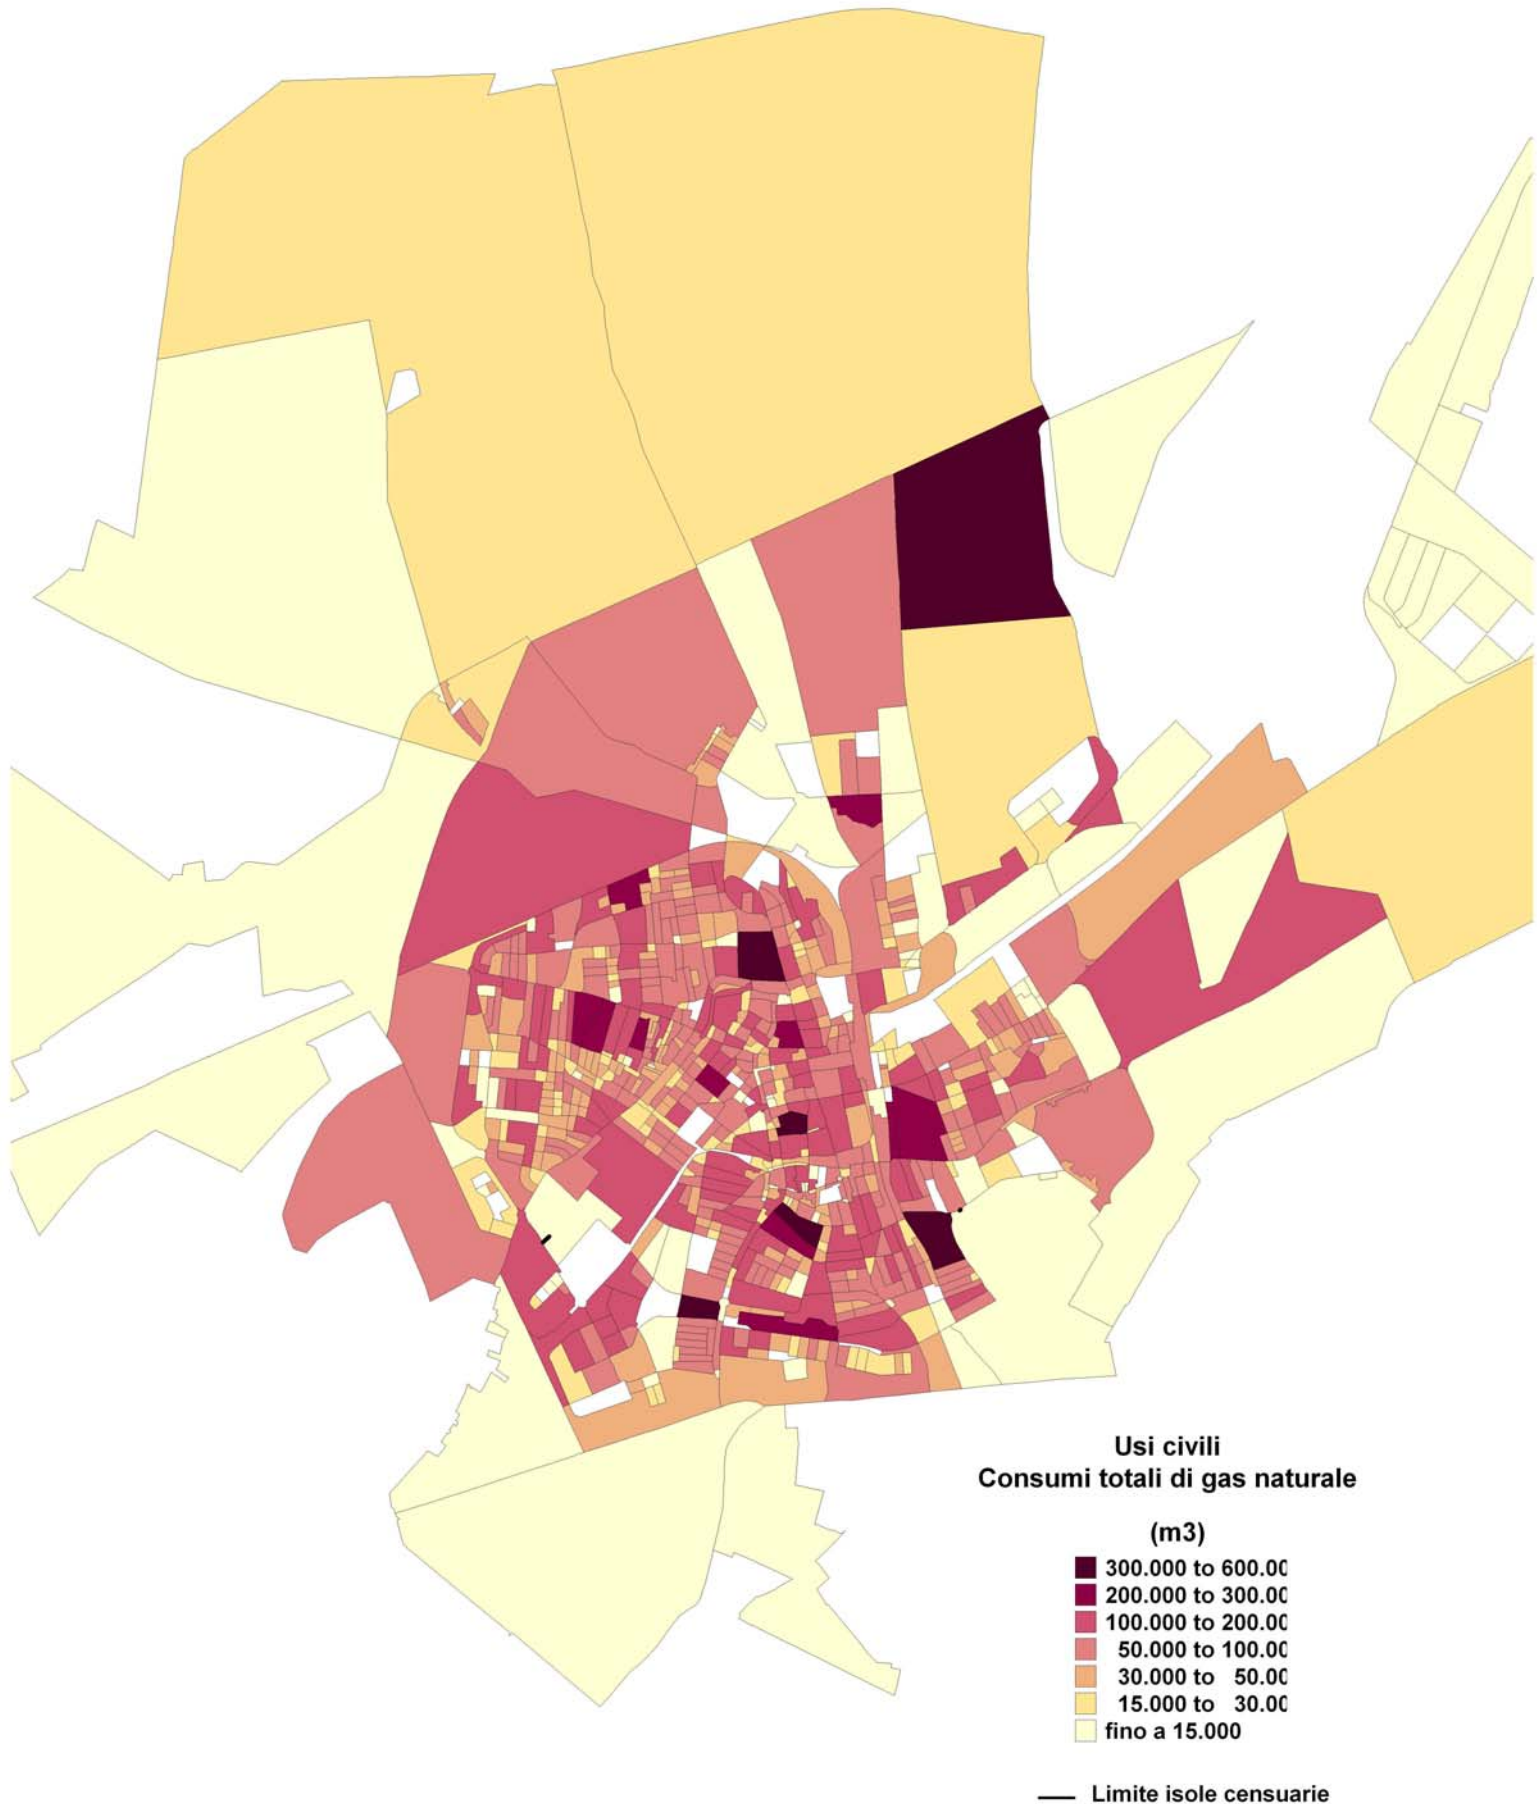 Usi civili
Consumi totali di gas naturale
(m3)
300.000 to 600.00
200.000 to 300.00
100.000 to 200.00
50.000 to 100.00
30.000 to 50.00
15.000 to 30.00
fino a 15.000
Limite isole censuarie